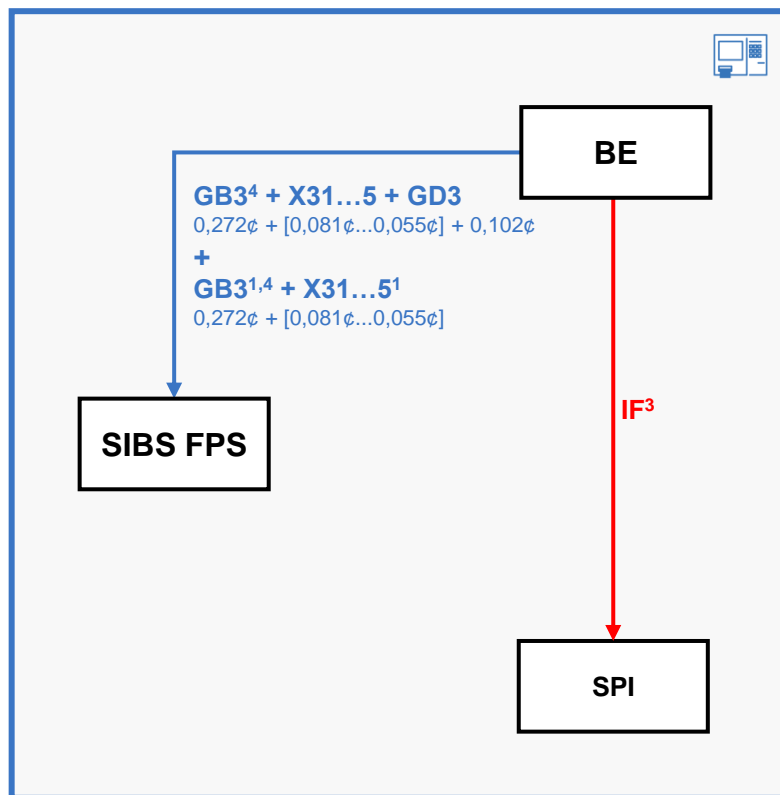 BE
GB3⁴ + X31…5 + GD3
0,272¢ + [0,081¢...0,055¢] + 0,102¢
+
GB3¹,⁴ + X31…5¹
0,272¢ + [0,081¢...0,055¢]
IF³
SIBS FPS
SPI